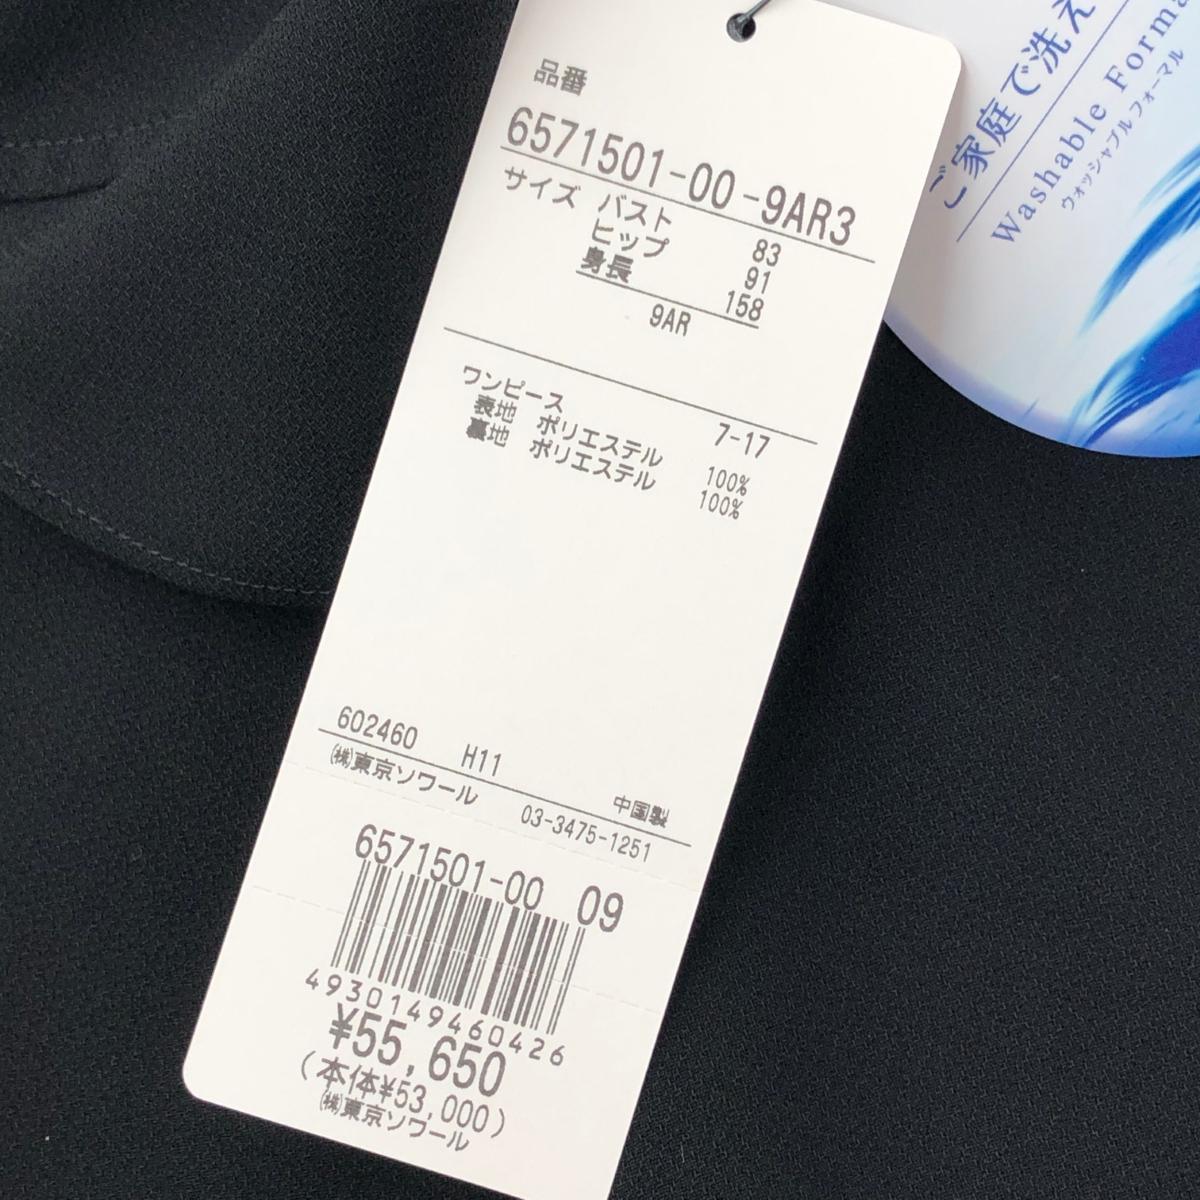 品番
6571501-00-9AR3
サイズ バスト 83
ヒップ 91
身長 158
9AR
ワンピース 7-17
表地 ポリエステル 100%
裏地 ポリエステル 100%
602460 H11
中国製
㈱東京ソワール 03-3475-1251
6571501-00 09
4930149460426
¥55,650
(本体¥53,000)
㈱東京ソワール
ご家庭で洗え
Washable Forma
ウォッシャブルフォーマル